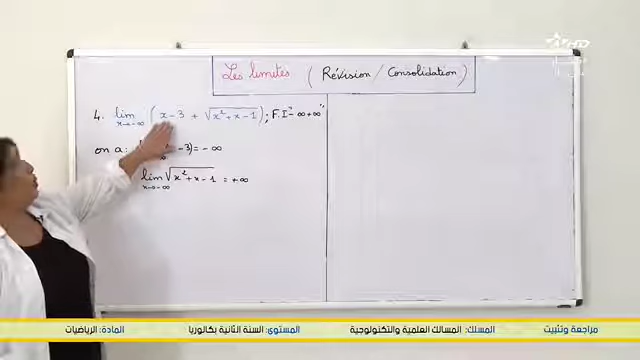 Les limites ( Révision / Consolidation )
4. lim x→-∞ ( x - 3 + √(x² + x - 1) ) ; F.I "-∞ +∞"
on a : - 3) = - ∞
lim x→-∞ √(x² + x - 1) = +∞
مراجعة وتثبيت المسلك: المسالك العلمية والتكنولوجية المستوى: السنة الثانية بكالوريا المادة: الرياضيات